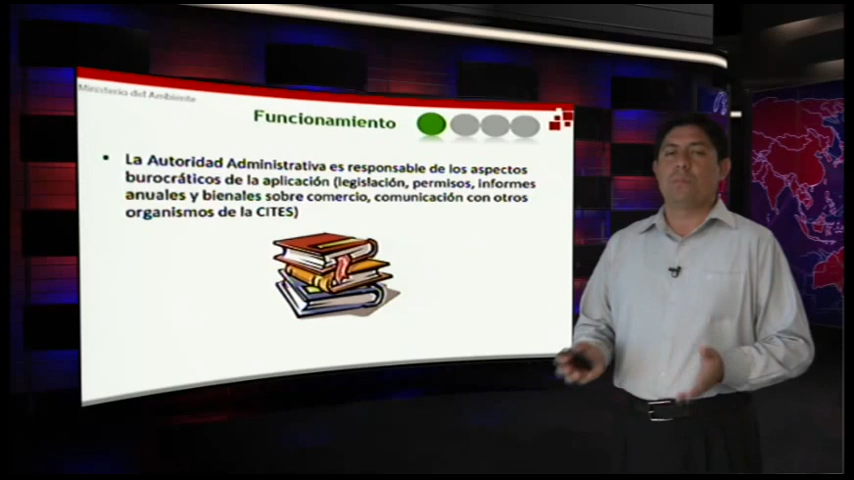 Ministerio del Ambiente
Funcionamiento
• La Autoridad Administrativa es responsable de los aspectos
burocráticos de la aplicación (legislación, permisos, informes
anuales y bienales sobre comercio, comunicación con otros
organismos de la CITES)